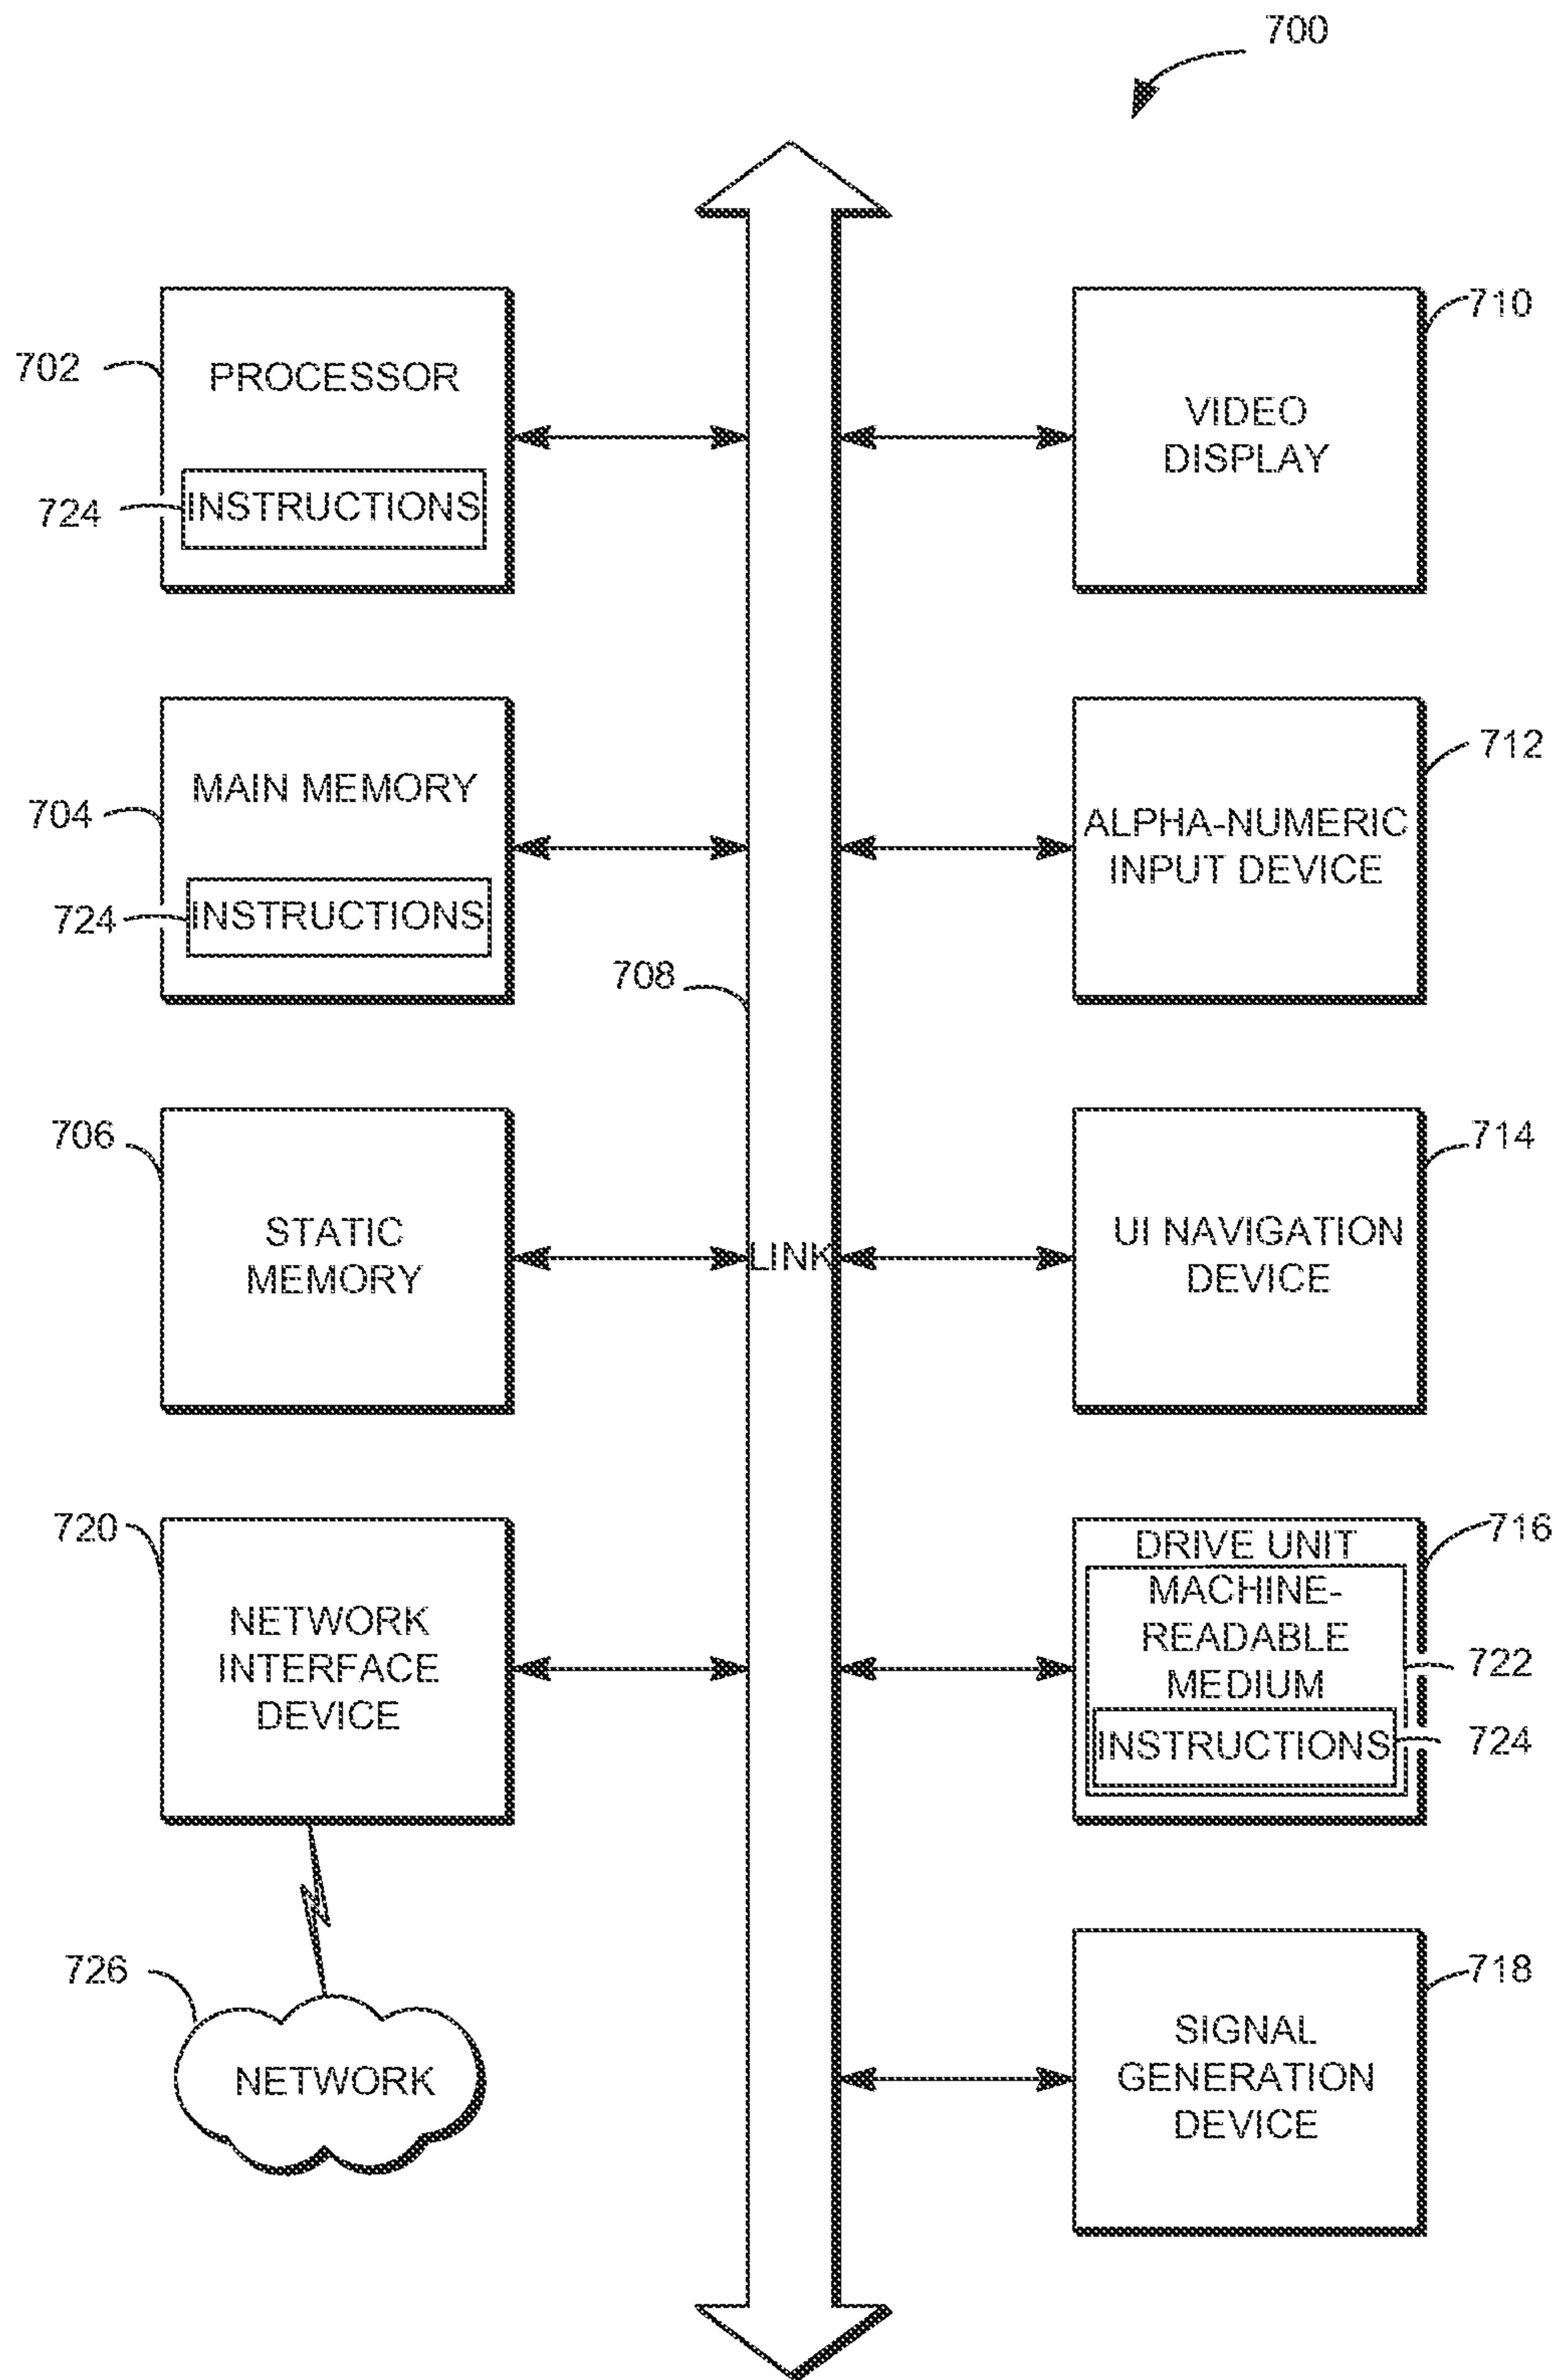 700
702
PROCESSOR
724
INSTRUCTIONS
710
VIDEO
DISPLAY
704
MAIN MEMORY
724
INSTRUCTIONS
708
712
ALPHA-NUMERIC
INPUT DEVICE
706
STATIC
MEMORY
LINK
714
UI NAVIGATION
DEVICE
720
NETWORK
INTERFACE
DEVICE
716
DRIVE UNIT
MACHINE-
READABLE
MEDIUM
722
INSTRUCTIONS
724
726
NETWORK
718
SIGNAL
GENERATION
DEVICE